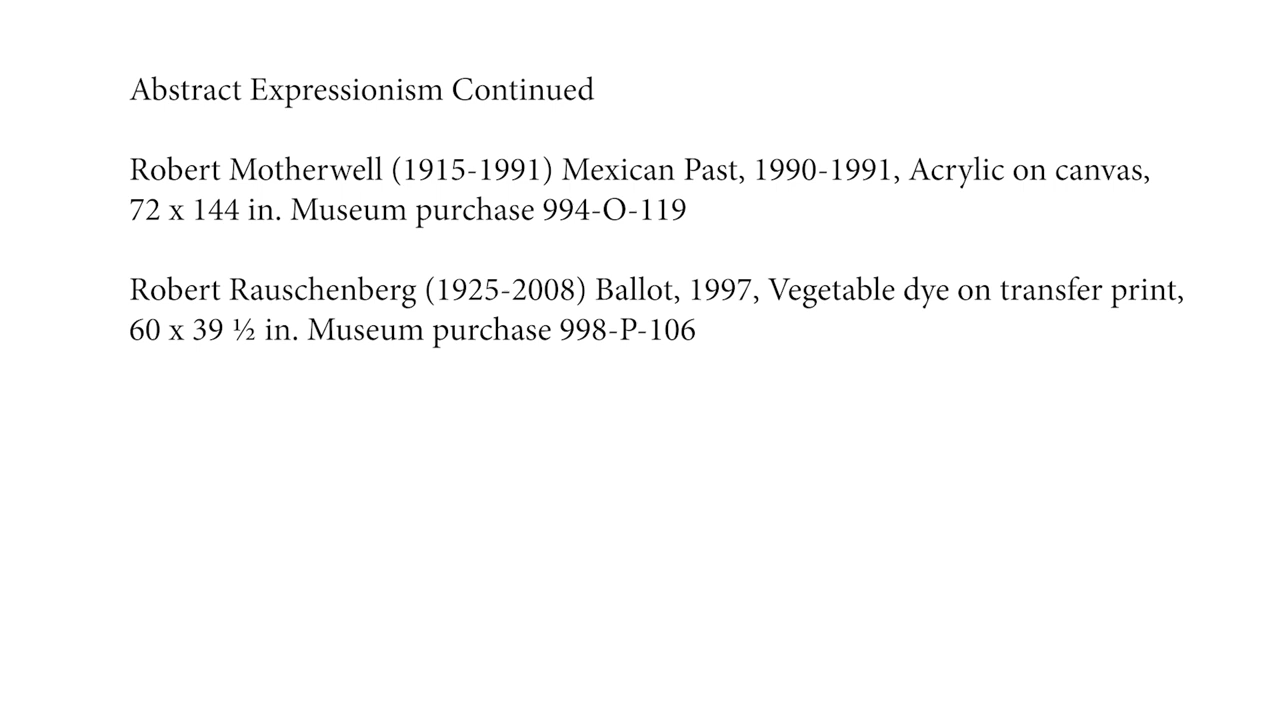 Abstract Expressionism Continued
Robert Motherwell (1915-1991) Mexican Past, 1990-1991, Acrylic on canvas,
72 x 144 in. Museum purchase 994-O-119
Robert Rauschenberg (1925-2008) Ballot, 1997, Vegetable dye on transfer print,
60 x 39 ½ in. Museum purchase 998-P-106